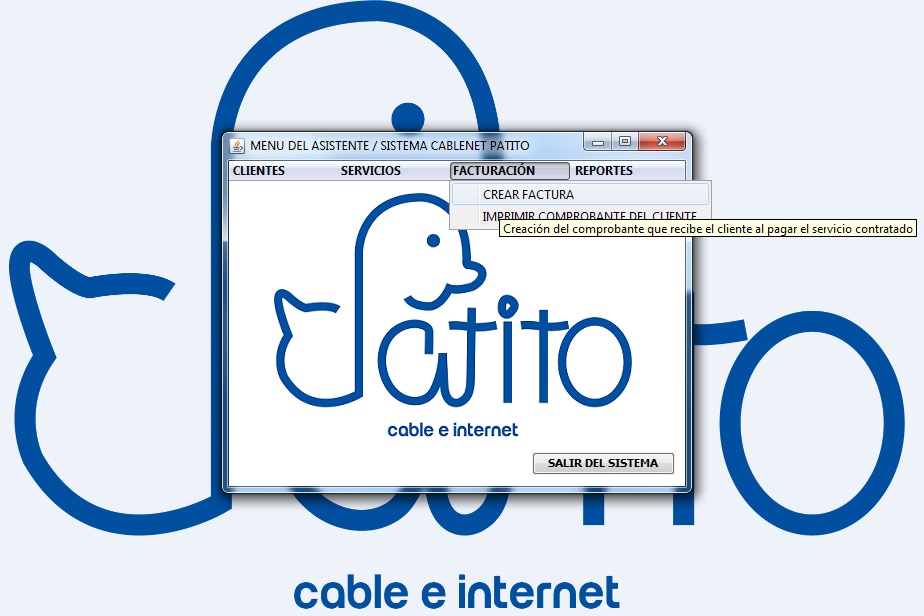 MENU DEL ASISTENTE / SISTEMA CABLENET PATITO
CLIENTES SERVICIOS FACTURACIÓN REPORTES
CREAR FACTURA
IMPRIMIR COMPROBANTE DEL CLIENTE
Creación del comprobante que recibe el cliente al pagar el servicio contratado
Patito
cable e internet
SALIR DEL SISTEMA
cable e internet